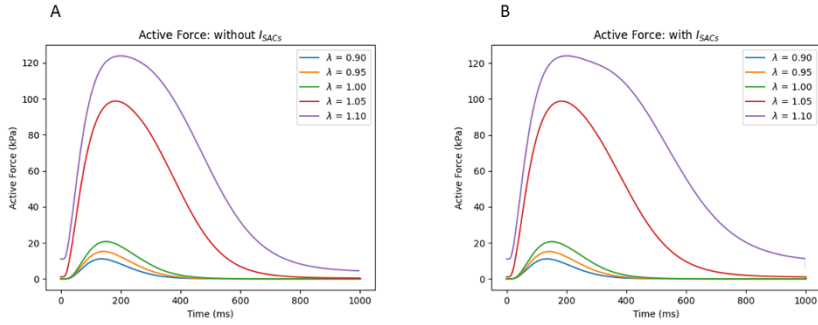 A
Active Force: without I_SACs
Active Force (kPa)
120
100
80
60
40
20
0
0 200 400 600 800 1000
Time (ms)
λ = 0.90
λ = 0.95
λ = 1.00
λ = 1.05
λ = 1.10
B
Active Force: with I_SACs
Active Force (kPa)
120
100
80
60
40
20
0
0 200 400 600 800 1000
Time (ms)
λ = 0.90
λ = 0.95
λ = 1.00
λ = 1.05
λ = 1.10